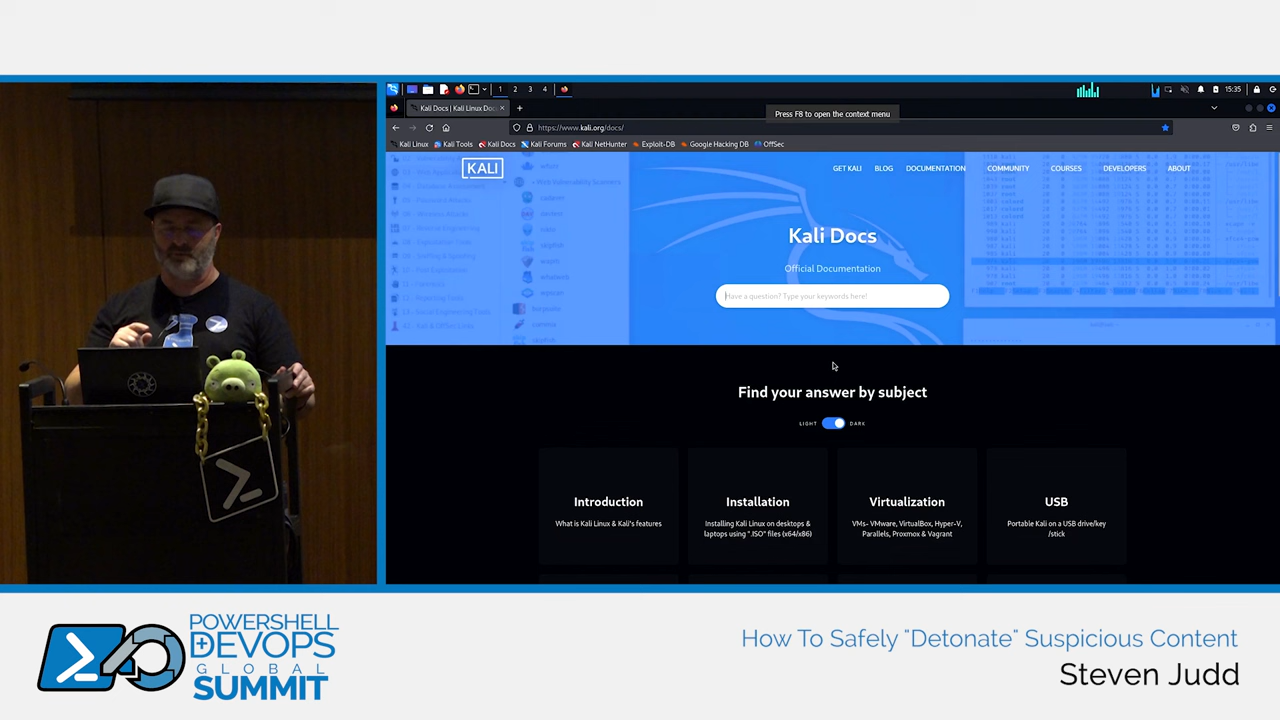 1 2 3 4
15:35
Kali Docs | Kali Linux Doc
Press F8 to open the context menu
https://www.kali.org/docs/
Kali Linux Kali Tools Kali Docs Kali Forums Kali NetHunter Exploit-DB Google Hacking DB OffSec
KALI
GET KALI BLOG DOCUMENTATION COMMUNITY COURSES DEVELOPERS ABOUT
Kali Docs
Official Documentation
Have a question? Type your keywords here!
Find your answer by subject
LIGHT DARK
Introduction
What is Kali Linux & Kali's features
Installation
Installing Kali Linux on desktops &
laptops using ".ISO" files (x64/x86)
Virtualization
VMs- VMware, VirtualBox, Hyper-V,
Parallels, Proxmox & Vagrant
USB
Portable Kali on a USB drive/key
/stick
POWERSHELL
DEVOPS
GLOBAL
SUMMIT
How To Safely "Detonate" Suspicious Content
Steven Judd